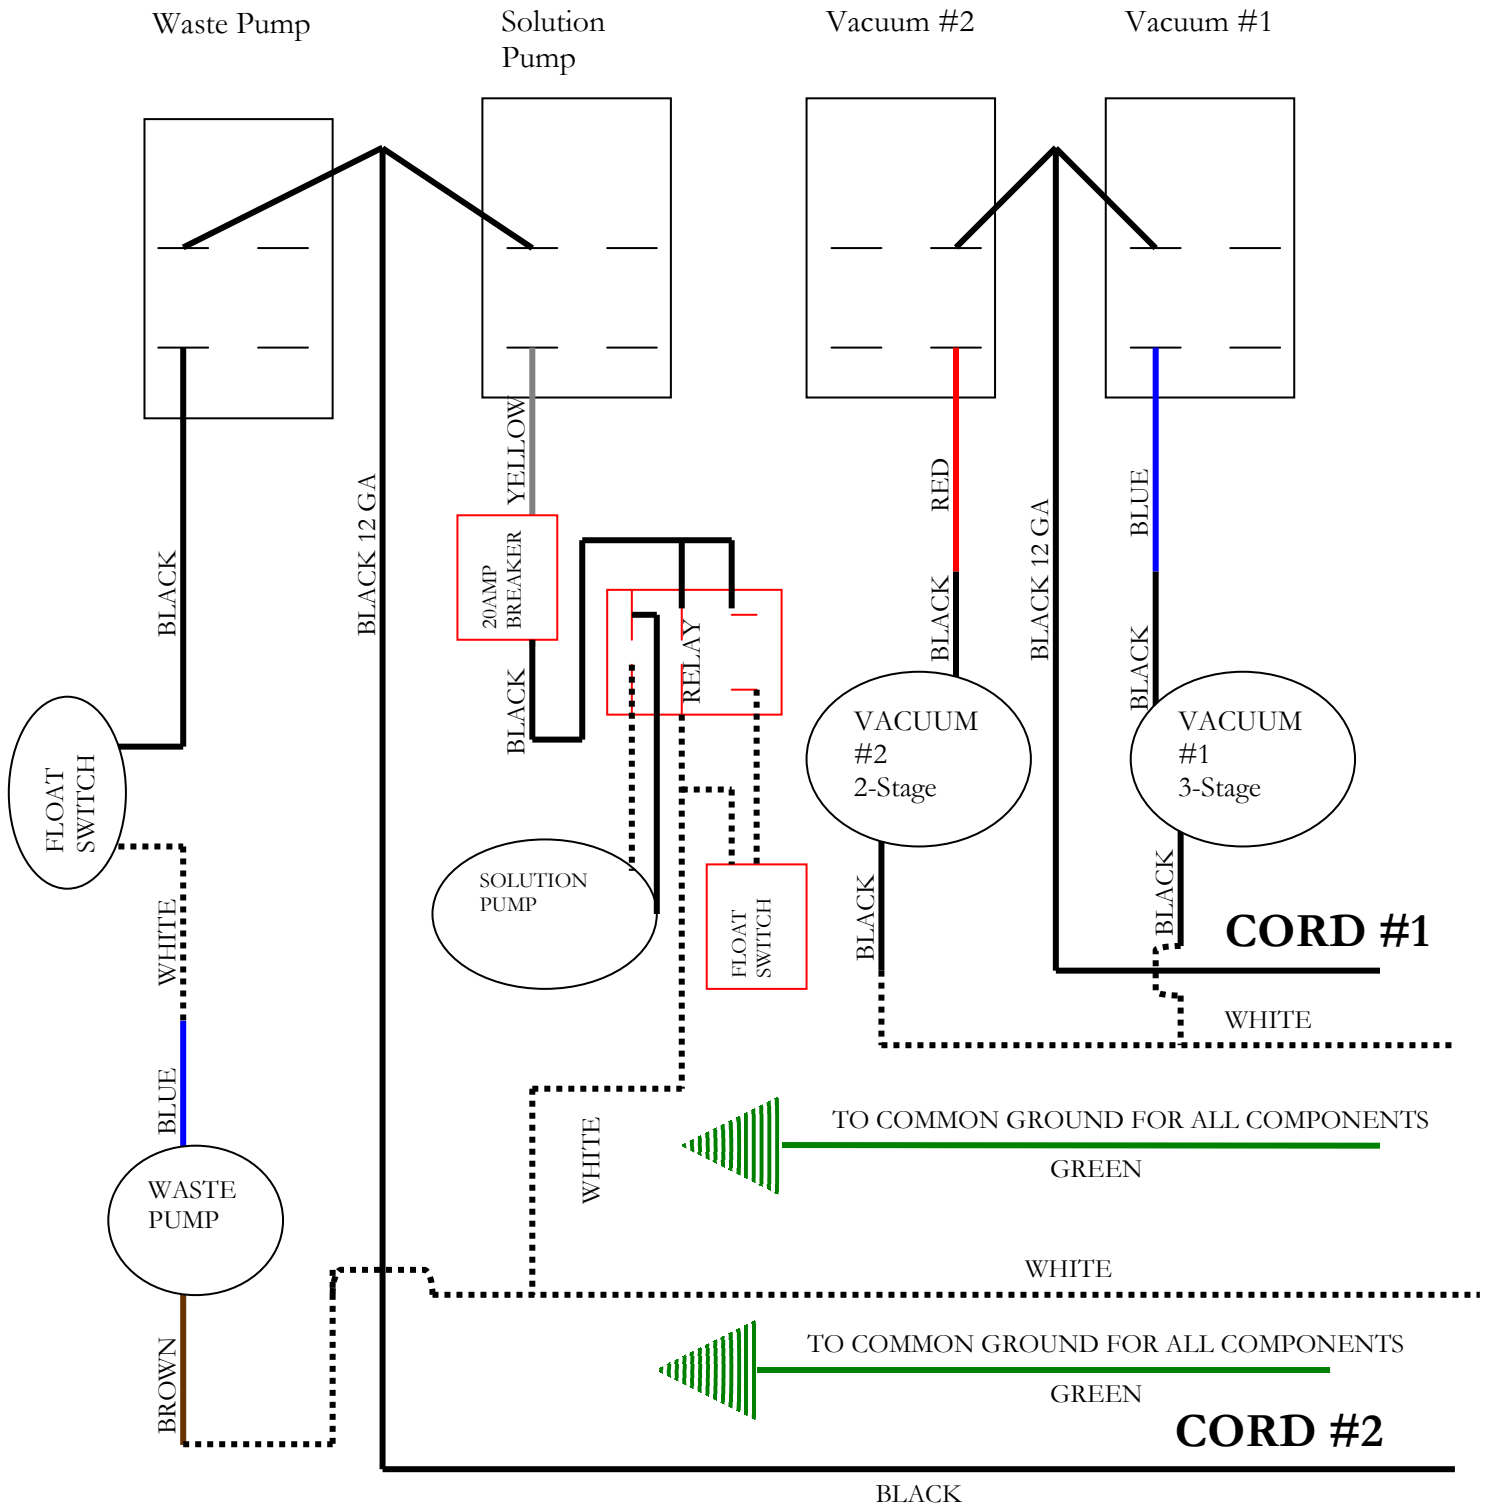 Waste Pump
Solution
Pump
Vacuum #2
Vacuum #1
YELLOW
RED
BLUE
BLACK 12 GA
BLACK 12 GA
BLACK
20AMP
BREAKER
BLACK
BLACK
RELAY
BLACK
VACUUM
#2
2-Stage
VACUUM
#1
3-Stage
FLOAT
SWITCH
SOLUTION
PUMP
BLACK
BLACK
FLOAT
SWITCH
WHITE
CORD #1
WHITE
BLUE
WHITE
TO COMMON GROUND FOR ALL COMPONENTS
GREEN
WASTE
PUMP
WHITE
BROWN
TO COMMON GROUND FOR ALL COMPONENTS
GREEN
CORD #2
BLACK